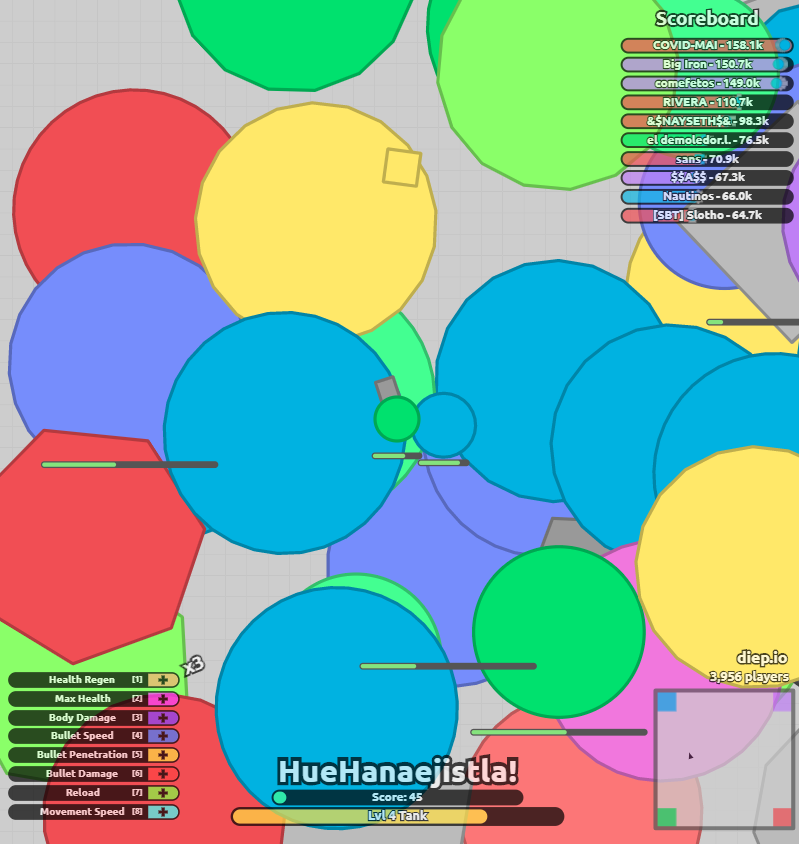 Scoreboard
COVID-MAI - 158.1k
Big Iron - 150.7k
comefetos - 149.0k
RIVERA - 110.7k
&$NAYSETH$& - 98.3k
el demoledor.L - 76.5k
sans - 70.9k
$$A$$ - 67.3k
Nautinos - 66.0k
[SBT] Slotho - 64.7k
diep.io
3,956 players
x3
Health Regen [1]
Max Health [2]
Body Damage [3]
Bullet Speed [4]
Bullet Penetration [5]
Bullet Damage [6]
Reload [7]
Movement Speed [8]
HueHanaejistla!
Score: 45
Lvl 4 Tank